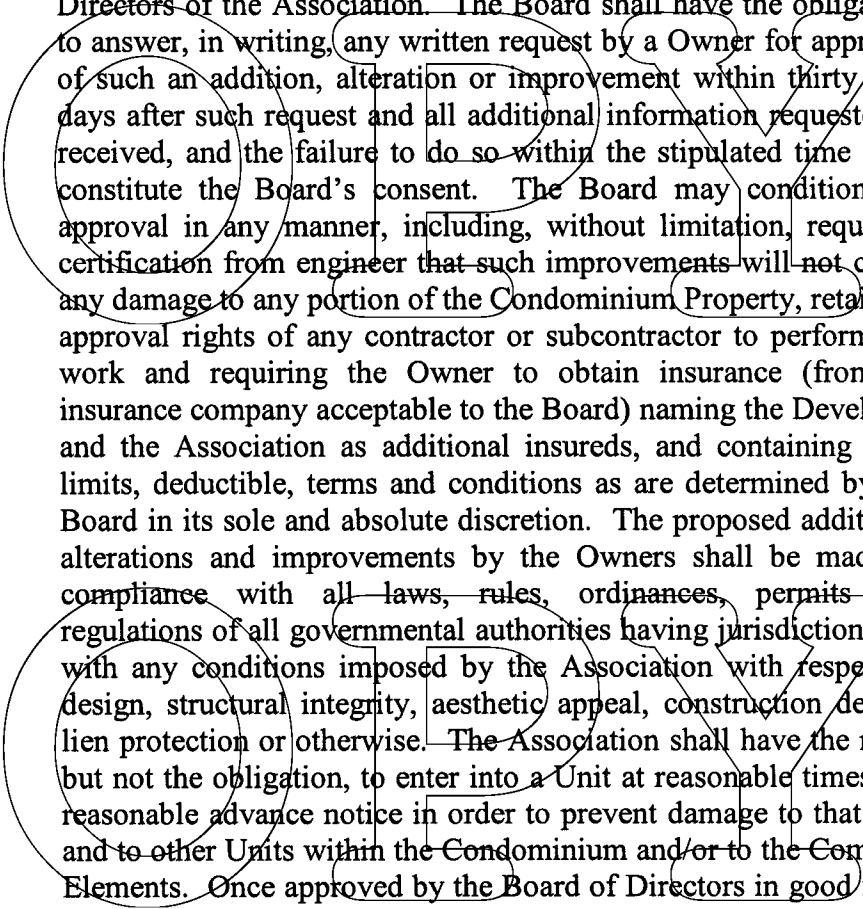 Directors of the Association. The Board shall have the obliga
to answer, in writing, any written request by a Owner for appr
of such an addition, alteration or improvement within thirty
days after such request and all additional information request
received, and the failure to do so within the stipulated time
constitute the Board's consent. The Board may condition
approval in any manner, including, without limitation, requ
certification from engineer that such improvements will not c
any damage to any portion of the Condominium Property, retai
approval rights of any contractor or subcontractor to perform
work and requiring the Owner to obtain insurance (from
insurance company acceptable to the Board) naming the Devel
and the Association as additional insureds, and containing
limits, deductible, terms and conditions as are determined by
Board in its sole and absolute discretion. The proposed addit
alterations and improvements by the Owners shall be mad
compliance with all laws, rules, ordinances, permits
regulations of all governmental authorities having jurisdiction
with any conditions imposed by the Association with respe
design, structural integrity, aesthetic appeal, construction de
lien protection or otherwise. The Association shall have the r
but not the obligation, to enter into a Unit at reasonable times
reasonable advance notice in order to prevent damage to that
and to other Units within the Condominium and/or to the Com
Elements. Once approved by the Board of Directors in good
OPY
OPY